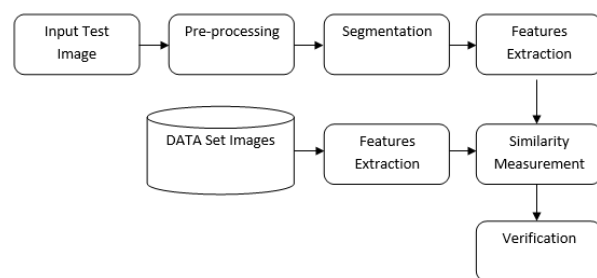 Input Test
Image
Pre-processing
Segmentation
Features
Extraction
DATA Set Images
Features
Extraction
Similarity
Measurement
Verification